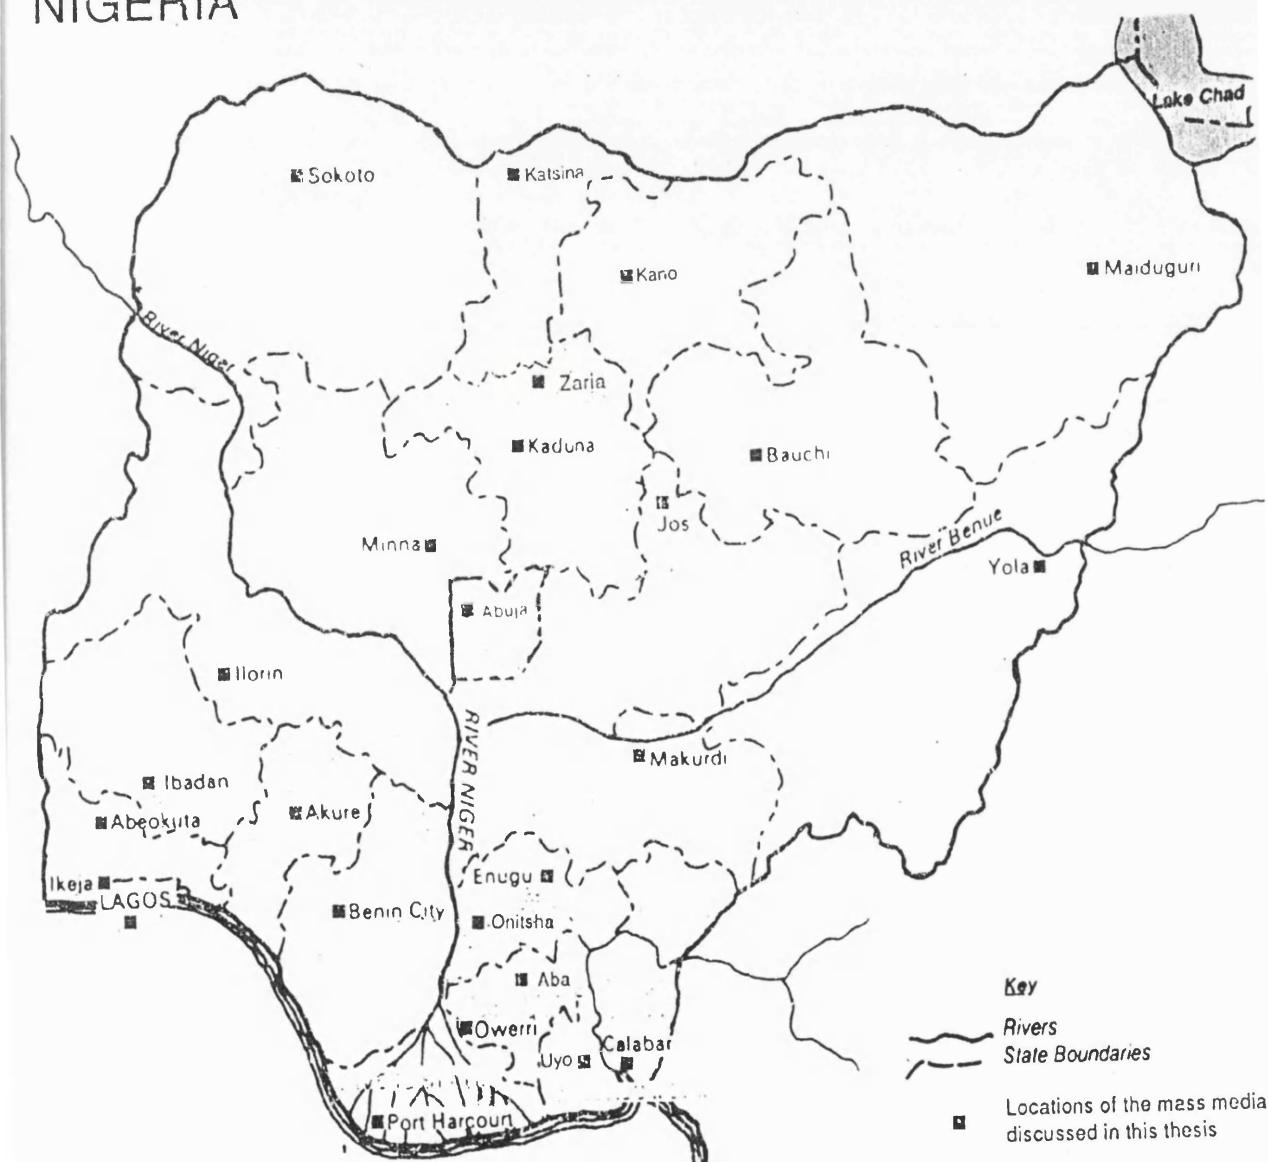 NIGERIA
Lake Chad
Sokoto
Katsina
Kano
Maiduguri
River Niger
Zaria
Kaduna
Bauchi
Jos
Minna
River Benue
Yola
Abuja
Ilorin
RIVER NIGER
Makurdi
Ibadan
Akure
Abeokuta
Enugu
Ikeja
LAGOS
Benin City
Onitsha
Aba
Key
Owerri
Rivers
Calabar
State Boundaries
Uyo
Locations of the mass media
discussed in this thesis
Port Harcourt